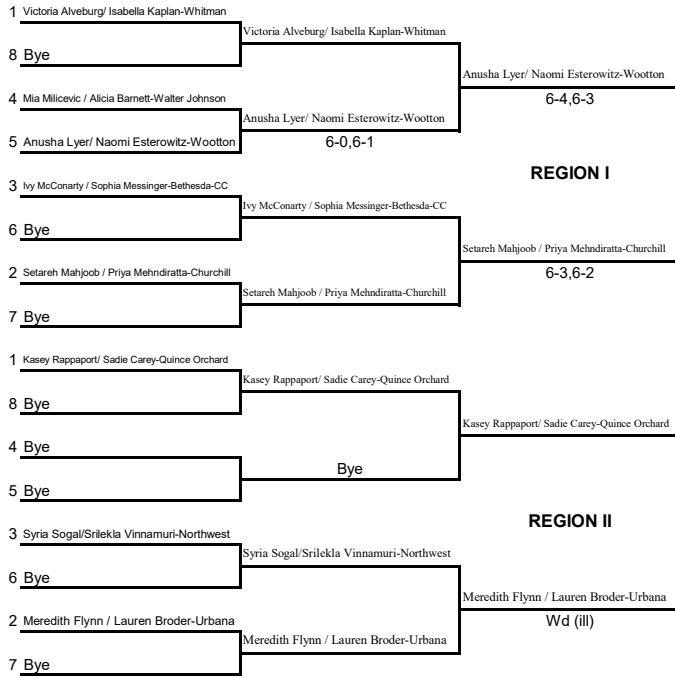 1 Victoria Alveburg/ Isabella Kaplan-Whitman
Victoria Alveburg/ Isabella Kaplan-Whitman
8 Bye
Anusha Lyer/ Naomi Esterowitz-Wootton
6-4,6-3
4 Mia Milicevic / Alicia Barnett-Walter Johnson
Anusha Lyer/ Naomi Esterowitz-Wootton
5 Anusha Lyer/ Naomi Esterowitz-Wootton
6-0,6-1
REGION I
3 Ivy McConarty / Sophia Messinger-Bethesda-CC
Ivy McConarty / Sophia Messinger-Bethesda-CC
6 Bye
Setareh Mahjoob / Priya Mehndiratta-Churchill
2 Setareh Mahjoob / Priya Mehndiratta-Churchill
6-3,6-2
Setareh Mahjoob / Priya Mehndiratta-Churchill
7 Bye
1 Kasey Rappaport/ Sadie Carey-Quince Orchard
Kasey Rappaport/ Sadie Carey-Quince Orchard
8 Bye
Kasey Rappaport/ Sadie Carey-Quince Orchard
4 Bye
Bye
5 Bye
REGION II
3 Syria Sogal/Srilekla Vinnamuri-Northwest
Syria Sogal/Srilekla Vinnamuri-Northwest
6 Bye
Meredith Flynn / Lauren Broder-Urbana
2 Meredith Flynn / Lauren Broder-Urbana
Wd (ill)
Meredith Flynn / Lauren Broder-Urbana
7 Bye